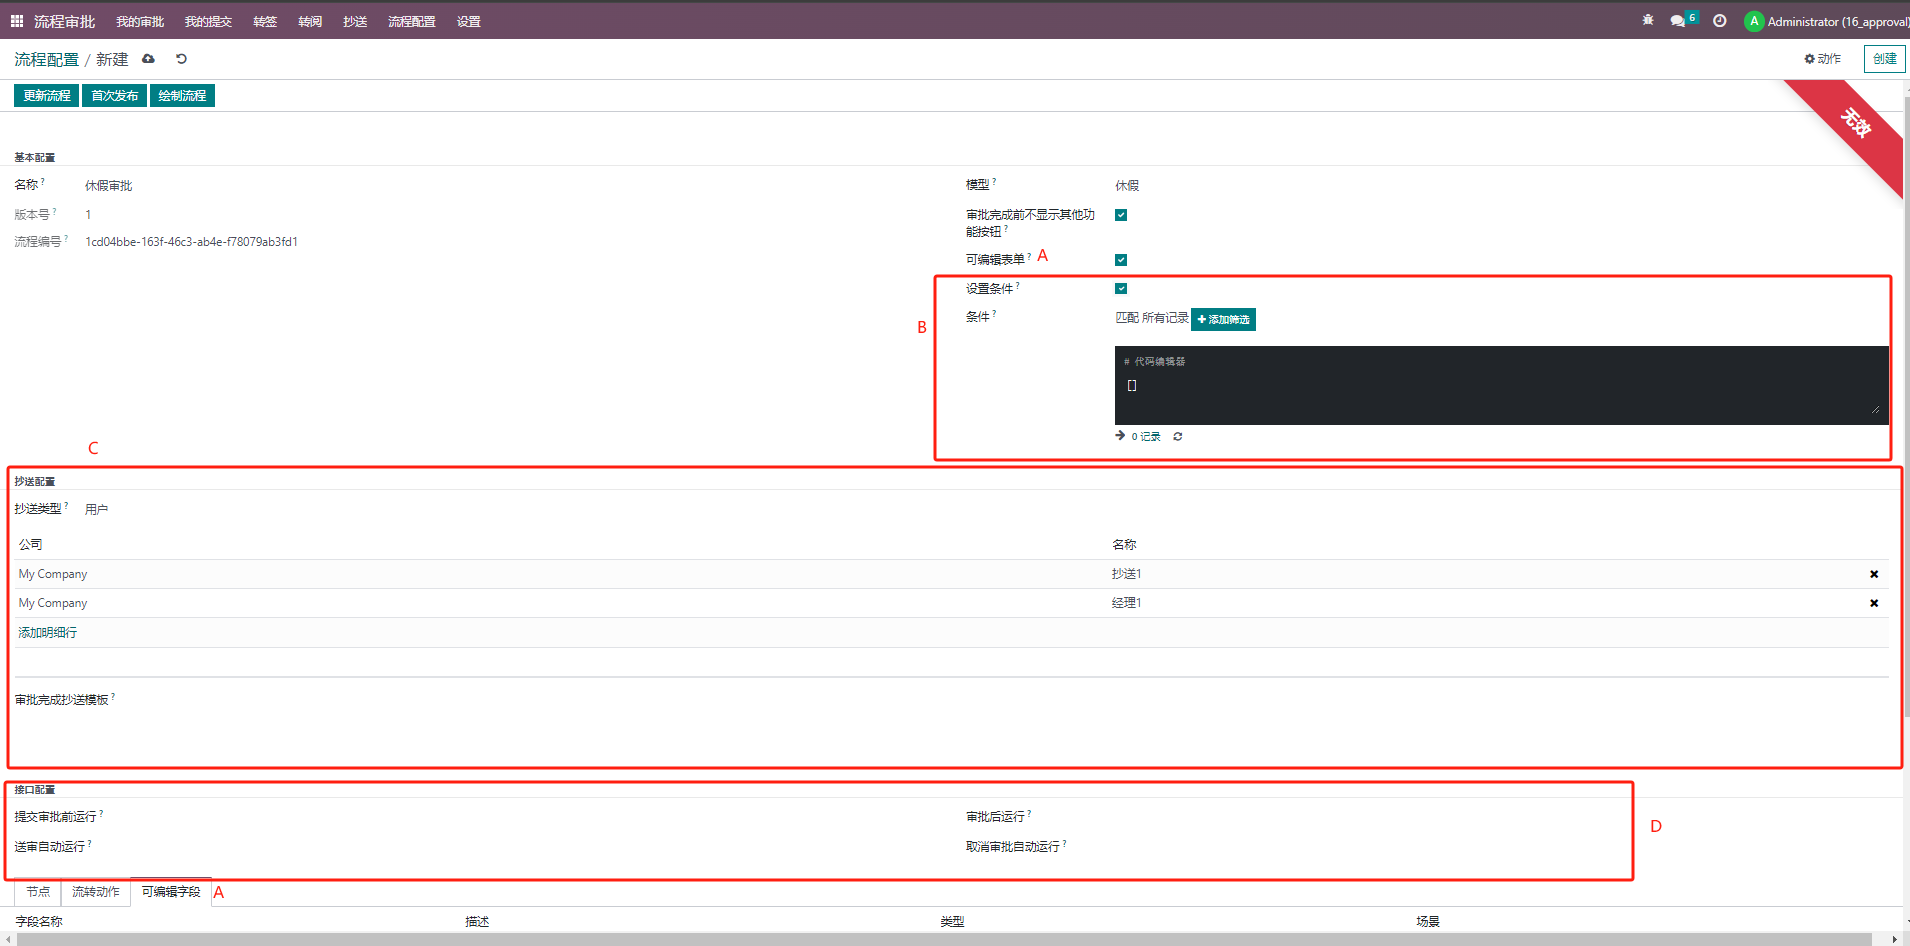 流程审批 我的审批 我的提交 转签 转阅 抄送 流程配置 设置 6 A Administrator (16_approval)
流程配置 / 新建 动作 创建
更新流程 首次发布 绘制流程
无效
基本配置
名称? 休假审批 模型? 休假
版本号? 1 审批完成前不显示其他功
能按钮?
流程编号? 1cd04bbe-163f-46c3-ab4e-f78079ab3fd1
可编辑表单? A
设置条件?
B 条件? 匹配 所有记录 添加筛选
# 代码编辑器
[]
0 记录
C
抄送配置
抄送类型? 用户
公司 名称
My Company 抄送1
My Company 经理1
添加明细行
审批完成抄送模板?
接口配置
提交审批前运行? 审批后运行? D
送审自动运行? 取消审批自动运行?
节点 流转动作 可编辑字段 A
字段名称 描述 类型 场景